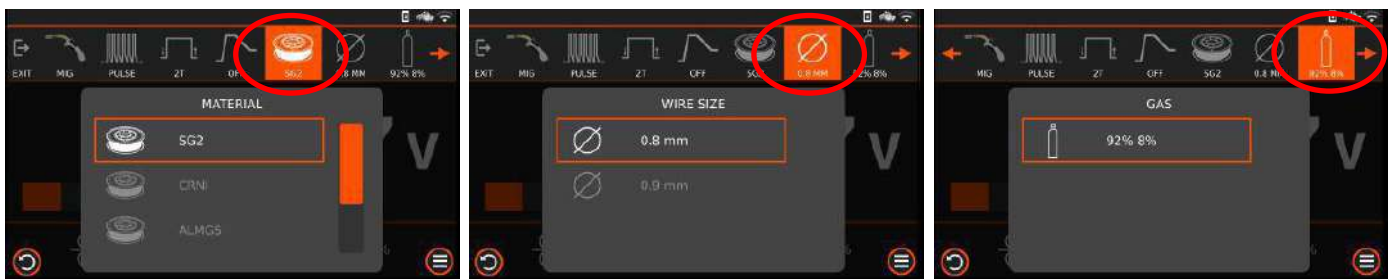 EXIT MIG PULSE 2T OFF SG2 0.8 MM 92% 8%
MATERIAL
SG2
CRNI
ALMG5
V
EXIT MIG PULSE 2T OFF SG2 0.8 MM 92% 8%
WIRE SIZE
0.8 mm
0.9 mm
V
MIG PULSE 2T OFF SG2 0.8 MM 92% 8%
GAS
92% 8%
V